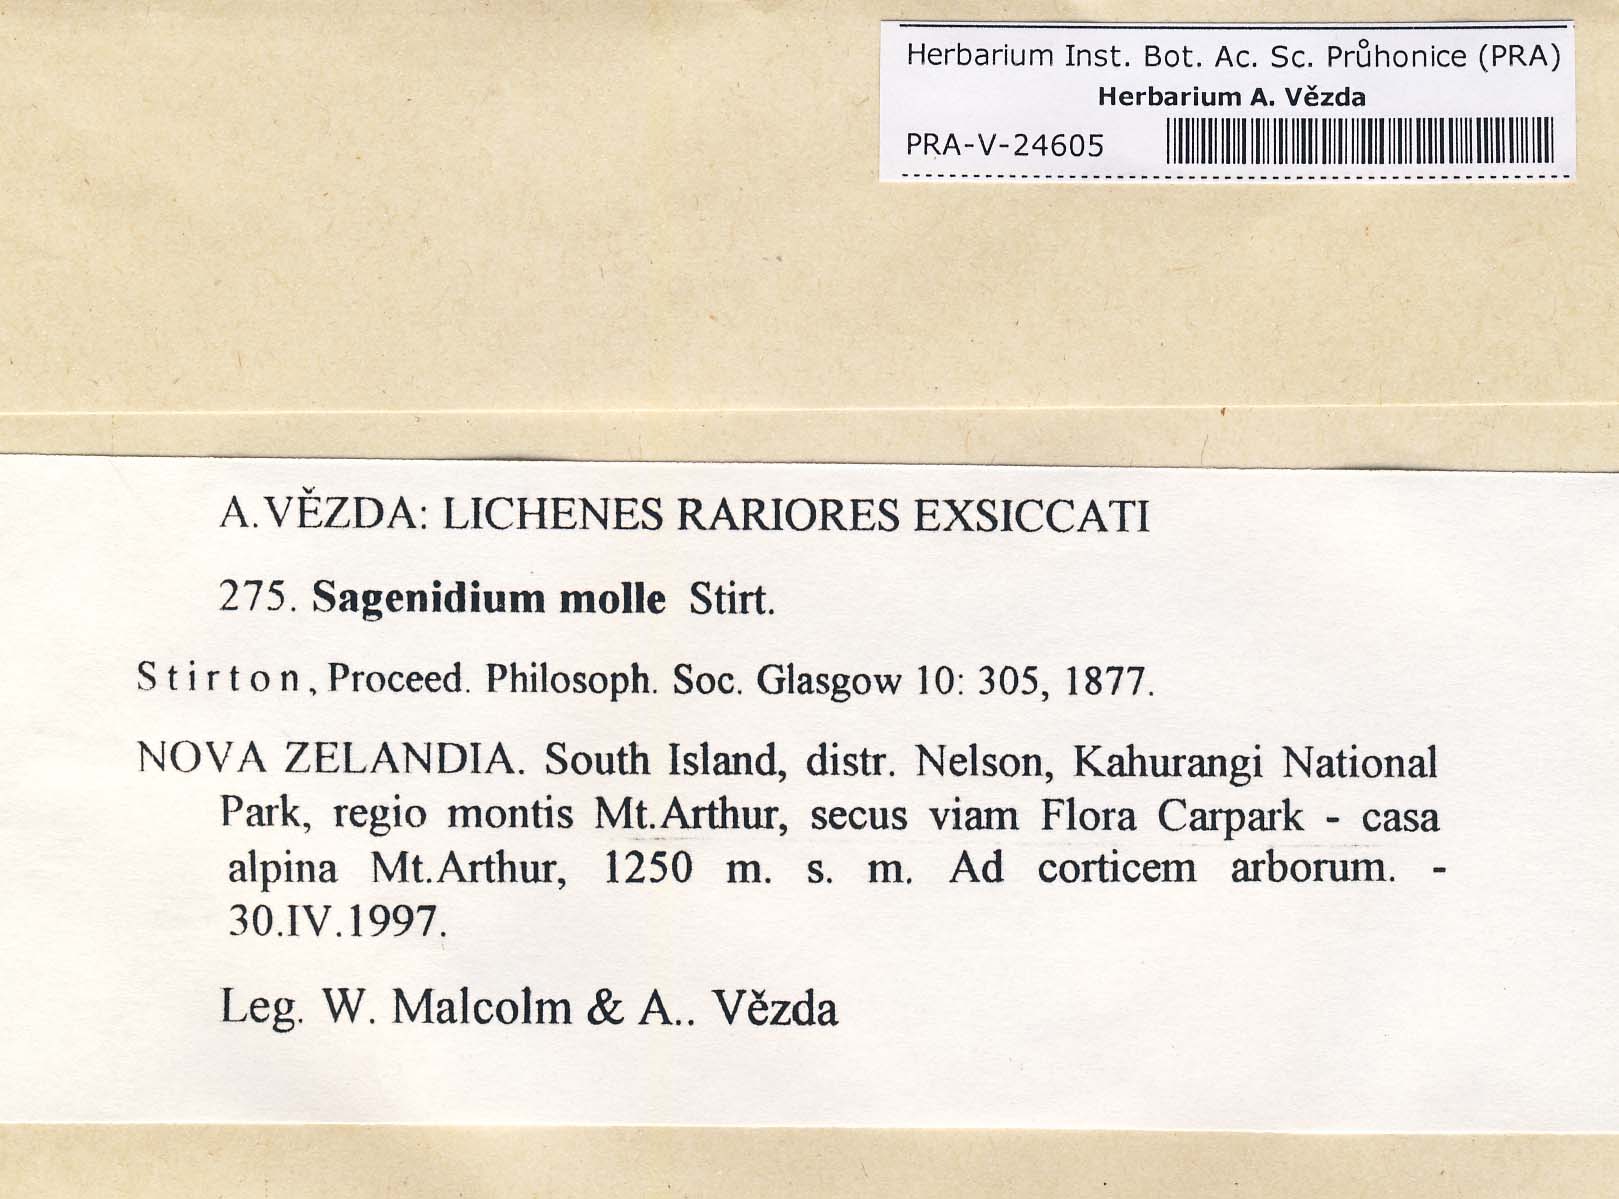 Herbarium Inst. Bot. Ac. Sc. Průhonice (PRA)
Herbarium A. Vězda
PRA-V-24605
A.VĚZDA: LICHENES RARIORES EXSICCATI
275. Sagenidium molle Stirt.
Stirton, Proceed. Philosoph. Soc. Glasgow 10: 305, 1877.
NOVA ZELANDIA. South Island, distr. Nelson, Kahurangi National
Park, regio montis Mt.Arthur, secus viam Flora Carpark - casa
alpina Mt.Arthur, 1250 m. s. m. Ad corticem arborum. -
30.IV.1997.
Leg. W. Malcolm & A.. Vězda